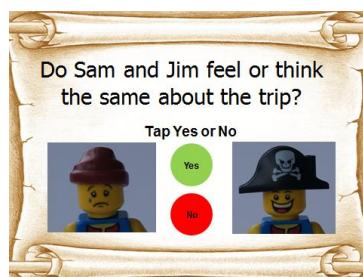 Do Sam and Jim feel or think
the same about the trip?
Tap Yes or No
Yes
No